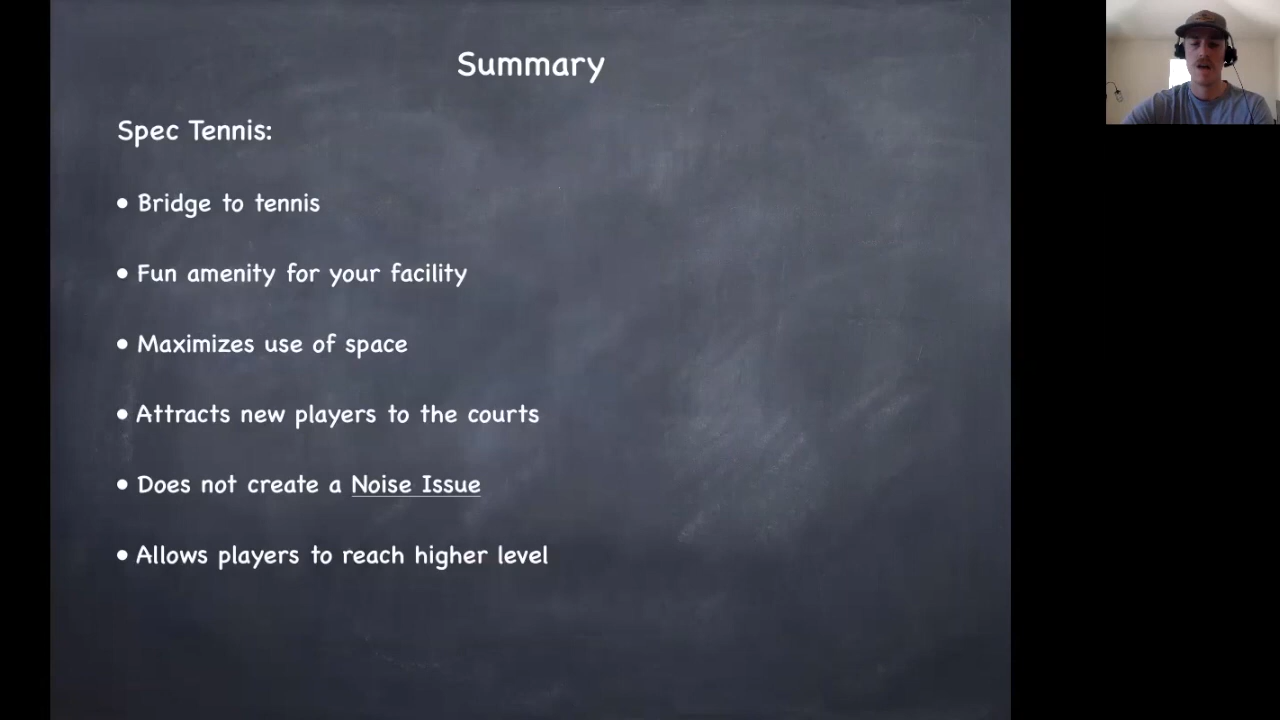 Summary
Spec Tennis:
• Bridge to tennis
• Fun amenity for your facility
• Maximizes use of space
• Attracts new players to the courts
• Does not create a Noise Issue
• Allows players to reach higher level